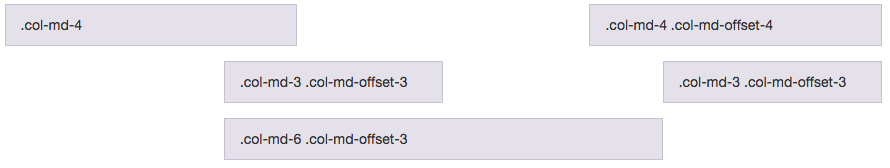 .col-md-4
.col-md-4 .col-md-offset-4
.col-md-3 .col-md-offset-3
.col-md-3 .col-md-offset-3
.col-md-6 .col-md-offset-3